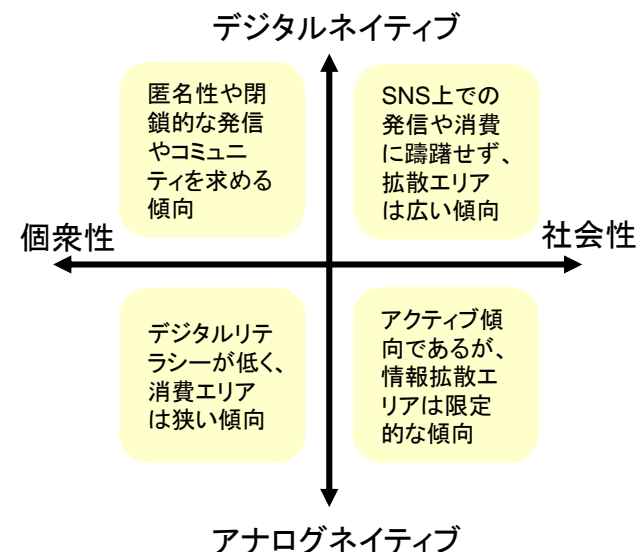 デジタルネイティブ
匿名性や閉
鎖的な発信
やコミュニ
ティを求める
傾向
SNS上での
発信や消費
に躊躇せず、
拡散エリア
は広い傾向
個衆性
社会性
デジタルリテ
ラシーが低く、
消費エリア
は狭い傾向
アクティブ傾
向であるが、
情報拡散エ
リアは限定
的な傾向
アナログネイティブ